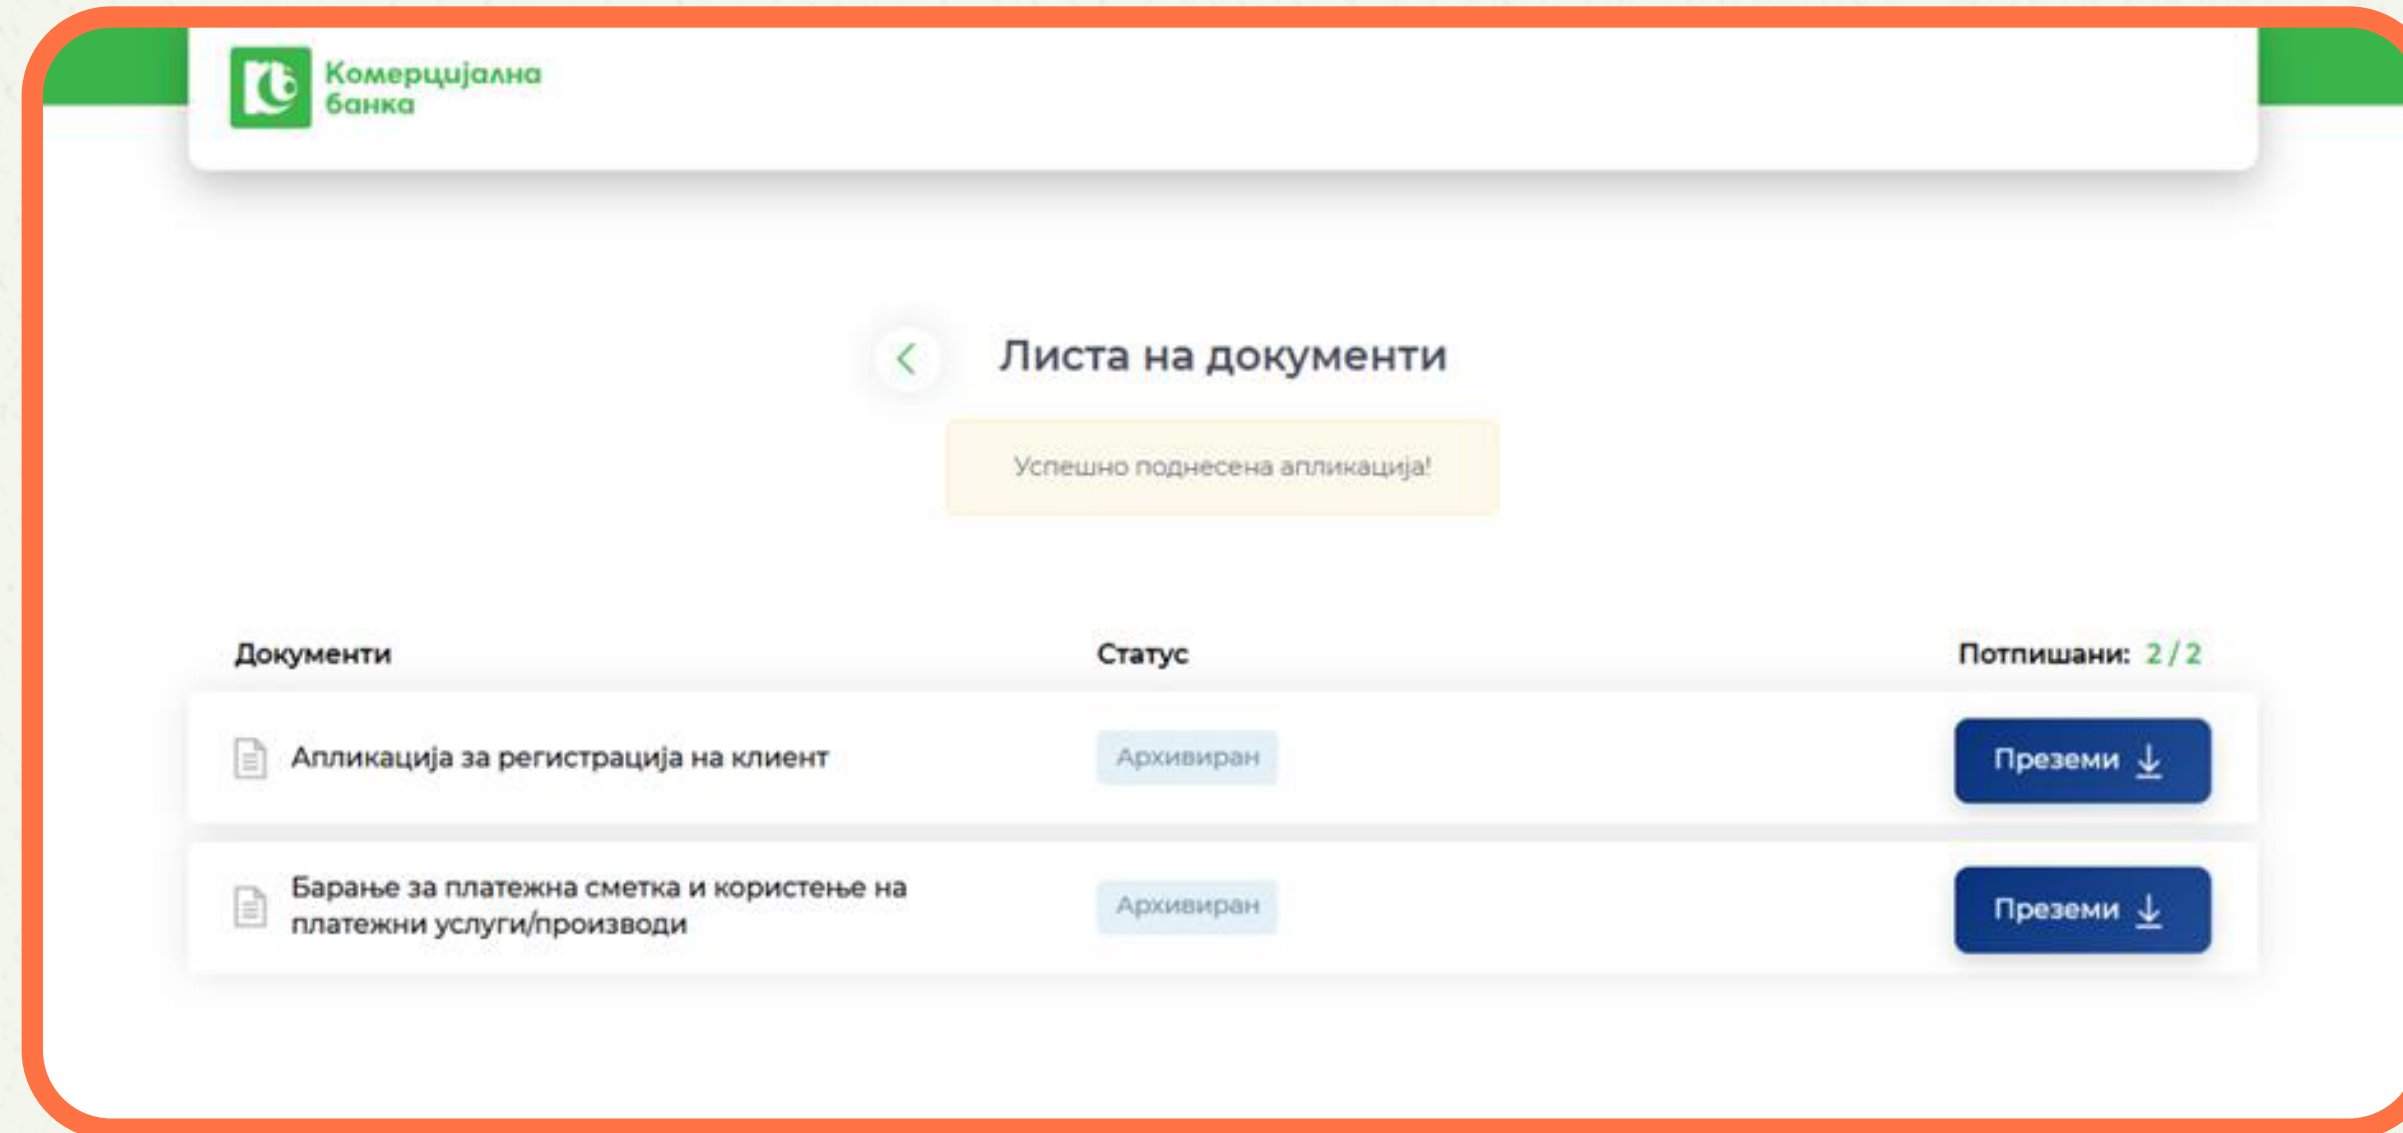 Комерцијална
банка
Листа на документи
Успешно поднесена апликација!
Документи Статус Потпишани: 2 / 2
Апликација за регистрација на клиент Архивиран Преземи
Барање за платежна сметка и користење на
платежни услуги/производи Архивиран Преземи